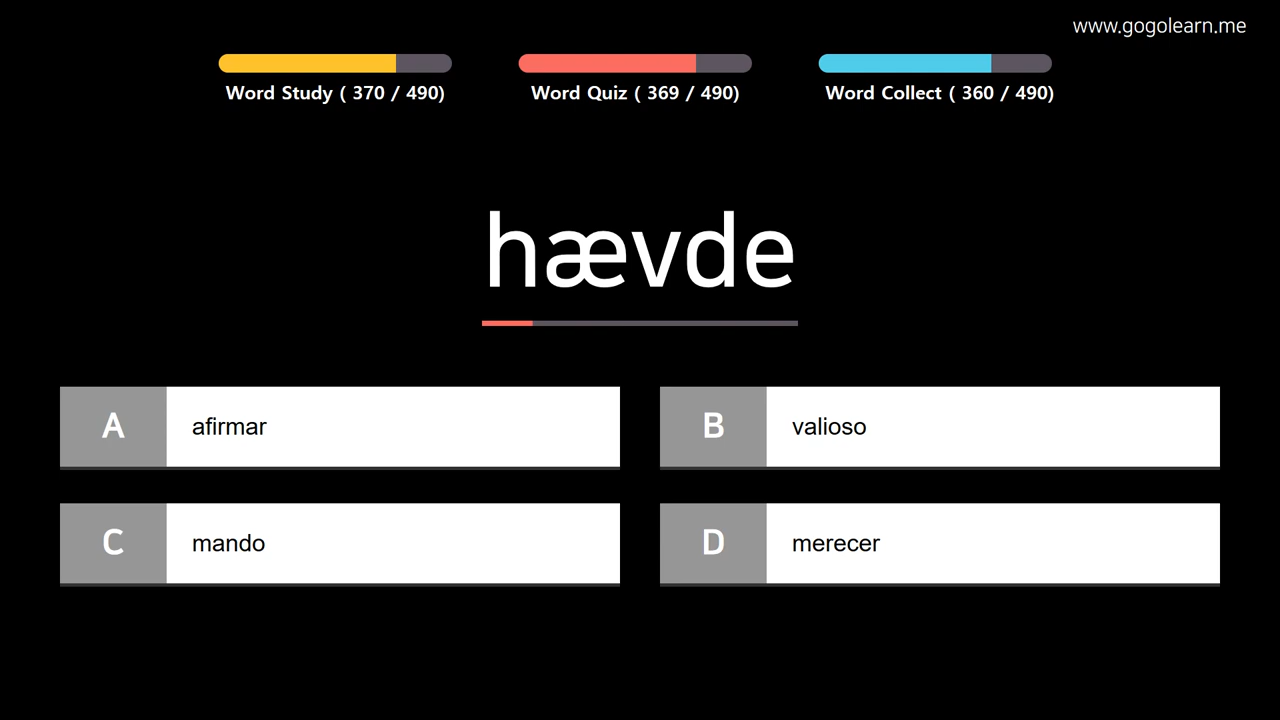 www.gogolearn.me
Word Study ( 370 / 490)
Word Quiz ( 369 / 490)
Word Collect ( 360 / 490)
hævde
A
afirmar
B
valioso
C
mando
D
merecer